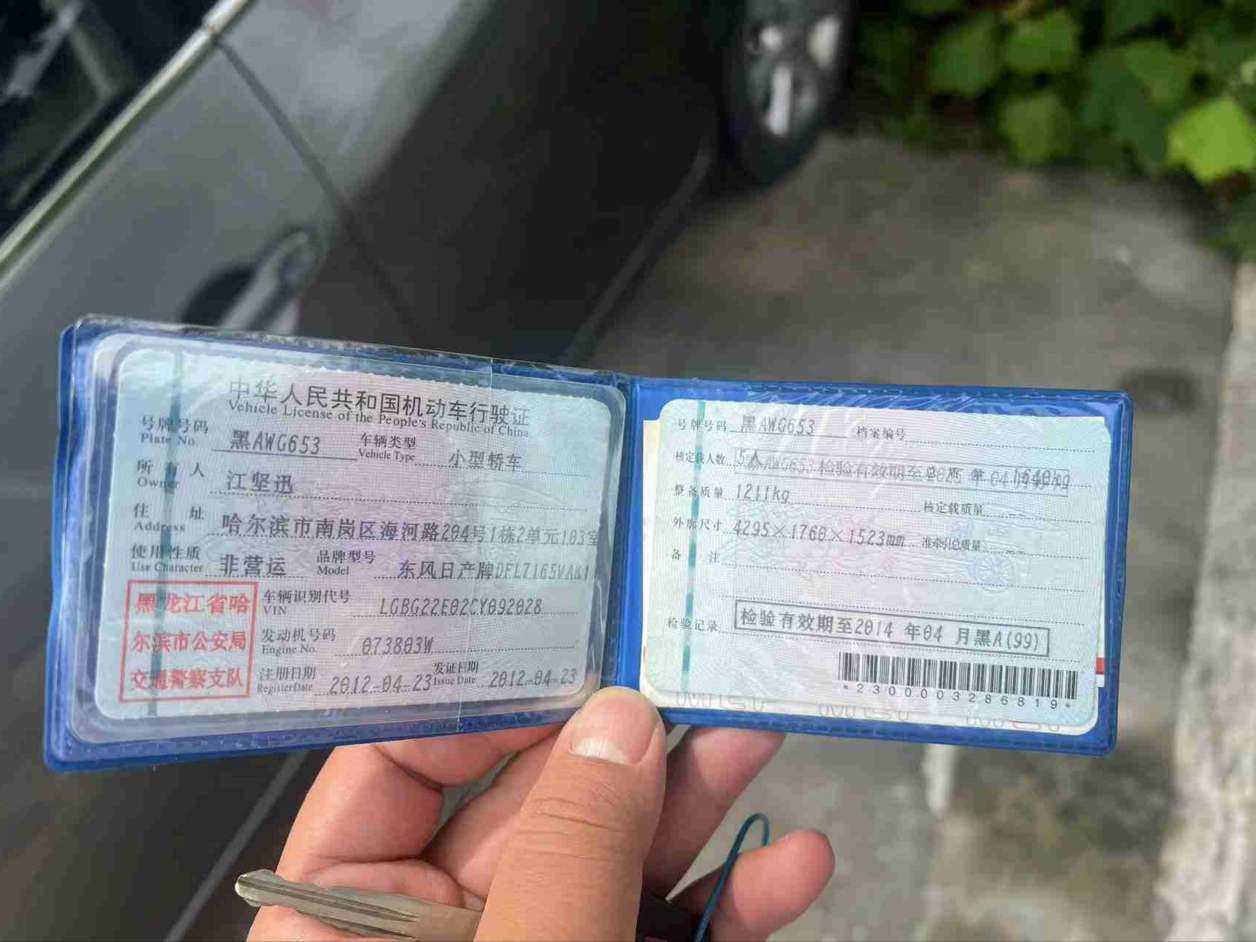 中华人民共和国机动车行驶证
Vehicle License of the People's Republic of China
号牌号码 Plate No. 黑AWG653 车辆类型 Vehicle Type 小型轿车
所有人 Owner 江坚迅
住址 Address 哈尔滨市南岗区海河路204号1栋2单元103室
使用性质 Use Character 非营运 品牌型号 Model 东风日产牌DFL7165VAK1
黑龙江省哈
尔滨市公安局
交通警察支队
车辆识别代号 VIN LGBG22E02CY092028
发动机号码 Engine No. 073803W
注册日期 Register Date 2012-04-23 发证日期 Issue Date 2012-04-23
号牌号码 黑AWG653 档案编号
核定载人数 5人 检验有效期至
整备质量 1211kg 核定载质量
外廓尺寸 4295×1760×1523mm 准牵引总质量
备注
检验记录 检验有效期至2014年04月黑A(99)
*2300003286819*